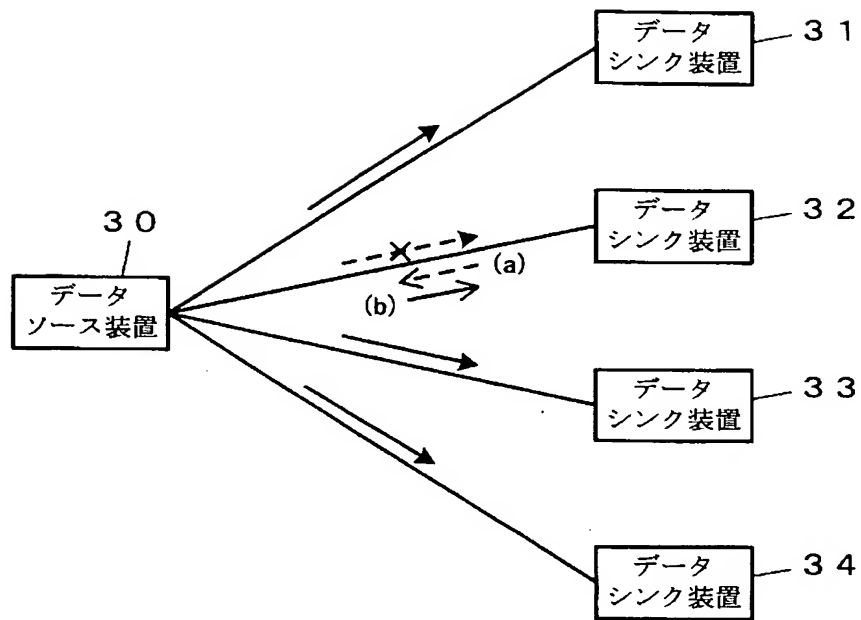 データ
シンク装置
３１
データ
シンク装置
３２
３０
(a)
データ
ソース装置
(b)
データ
シンク装置
３３
データ
シンク装置
３４